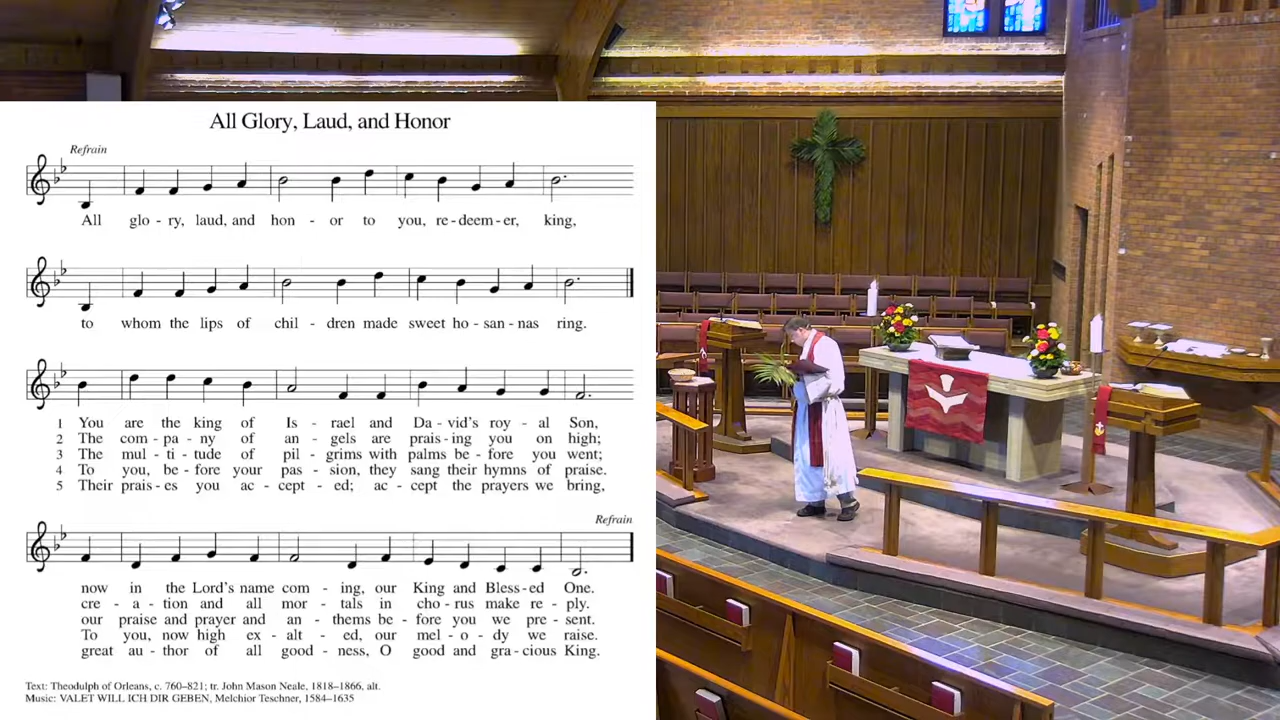 All Glory, Laud, and Honor
Refrain
All glo - ry, laud, and hon - or to you, re - deem - er, king,
to whom the lips of chil - dren made sweet ho - san - nas ring.
1 You are the king of Is - rael and Da - vid's roy - al Son,
2 The com - pa - ny of an - gels are prais - ing you on high;
3 The mul - ti - tude of pil - grims with palms be - fore you went;
4 To you, be - fore your pas - sion, they sang their hymns of praise.
5 Their prais - es you ac - cept - ed; ac - cept the prayers we bring,
Refrain
now in the Lord's name com - ing, our King and Bless - ed One.
cre - a - tion and all mor - tals in cho - rus make re - ply.
our praise and prayer and an - thems be - fore you we pre - sent.
To you, now high ex - alt - ed, our mel - o - dy we raise.
great au - thor of all good - ness, O good and gra - cious King.
Text: Theodulph of Orleans, c. 760–821; tr. John Mason Neale, 1818–1866, alt.
Music: VALET WILL ICH DIR GEBEN, Melchior Teschner, 1584–1635